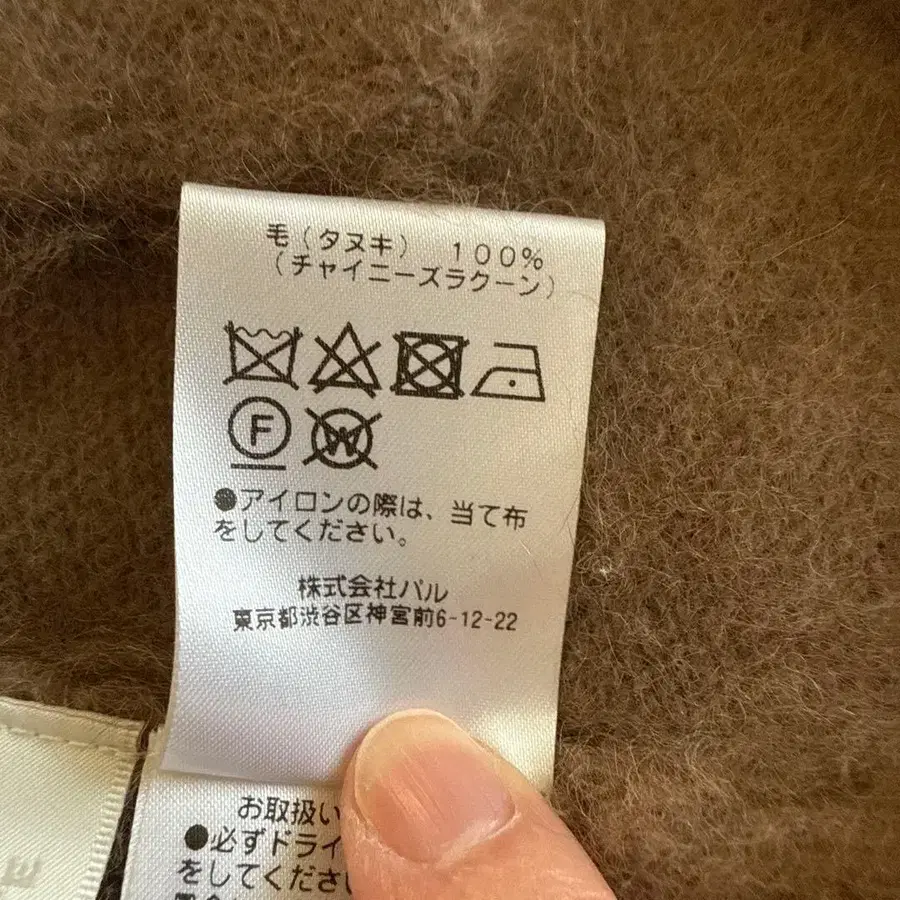 毛（タヌキ） 100%
（チャイニーズラクーン）
F W
●アイロンの際は、当て布
をしてください。
株式会社パル
東京都渋谷区神宮前6-12-22
お取扱い
●必ずドライ
をしてくださ